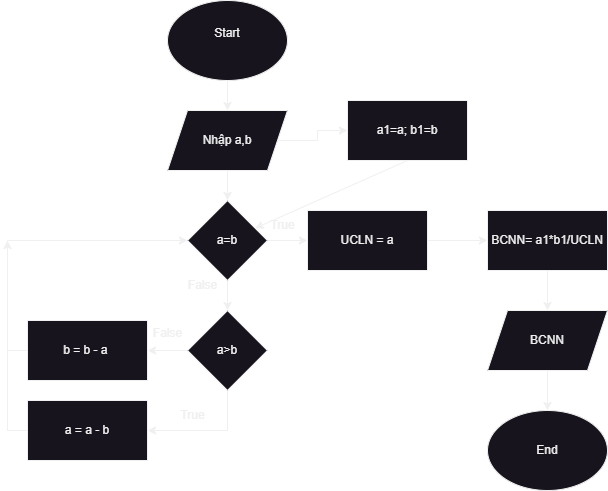 Start
Nhập a,b
a1=a; b1=b
a=b
True
UCLN = a
BCNN= a1*b1/UCLN
False
a>b
False
b = b - a
BCNN
True
a = a - b
End